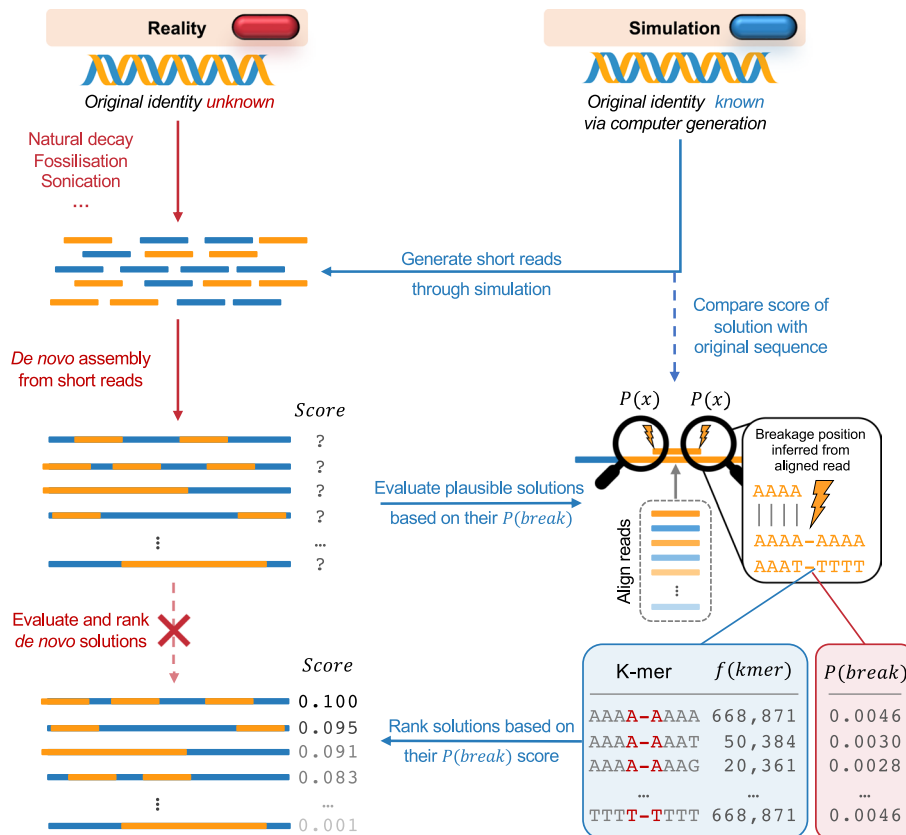 Reality
Simulation
Original identity unknown
Original identity known
via computer generation
Natural decay
Fossilisation
Sonication
...
Generate short reads
through simulation
Compare score of
solution with
original sequence
De novo assembly
from short reads
Score
?
?
?
?
...
?
Evaluate plausible solutions
based on their P(break)
P(x)
P(x)
Breakage position
inferred from
aligned read
AAAA
AAAA-AAAA
AAAT-TTTT
Align reads
Evaluate and rank
de novo solutions
Score
0.100
0.095
0.091
0.083
...
0.001
Rank solutions based on
their P(break) score
K-mer f(kmer) P(break)
AAAA-AAAA 668,871 0.0046
AAAA-AAAT 50,384 0.0030
AAAA-AAAG 20,361 0.0028
... ... ...
TTTT-TTTT 668,871 0.0046